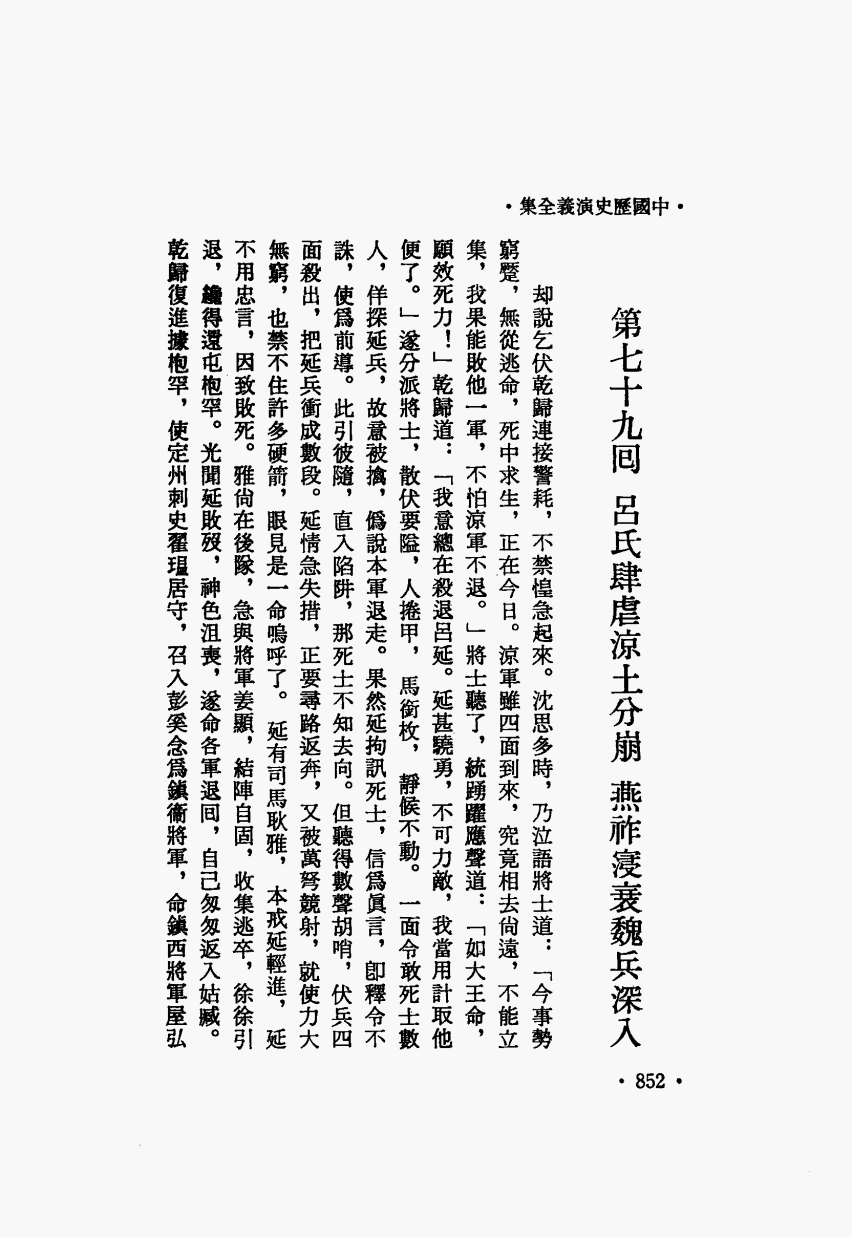 ·中國歷史演義全集·
第七十九回 呂氏肆虐涼土分崩 燕祚寖衰魏兵深入
却說乞伏乾歸連接警耗，不禁惶急起來。沈思多時，乃泣語將士道：「今事勢
窮蹙，無從逃命，死中求生，正在今日。涼軍雖四面到來，究竟相去尚遠，不能立
集，我果能敗他一軍，不怕涼軍不退。」將士聽了，統踴躍應聲道：「如大王命，
願效死力！」乾歸道：「我意總在殺退呂延。延甚驍勇，不可力敵，我當用計取他
便了。」遂分派將士，散伏要隘，人捲甲，馬銜枚，靜候不動。一面令敢死士數
人，佯探延兵，故意被擒，僞說本軍退走。果然延拘訊死士，信爲眞言，卽釋令不
誅，使爲前導。此引彼隨，直入陷阱，那死士不知去向。但聽得數聲胡哨，伏兵四
面殺出，把延兵衝成數段。延情急失措，正要尋路返奔，又被萬弩競射，就使力大
無窮，也禁不住許多硬箭，眼見是一命嗚呼了。延有司馬耿雅，本戒延輕進，延
不用忠言，因致敗死。雅尚在後隊，急與將軍姜顯，結陣自固，收集逃卒，徐徐引
退，纔得還屯枹罕。光聞延敗歿，神色沮喪，遂命各軍退回，自己匆匆返入姑臧。
乾歸復進據枹罕，使定州刺史翟瑥居守，召入彭奚念爲鎭衞將軍，命鎭西將軍屋弘
·852·